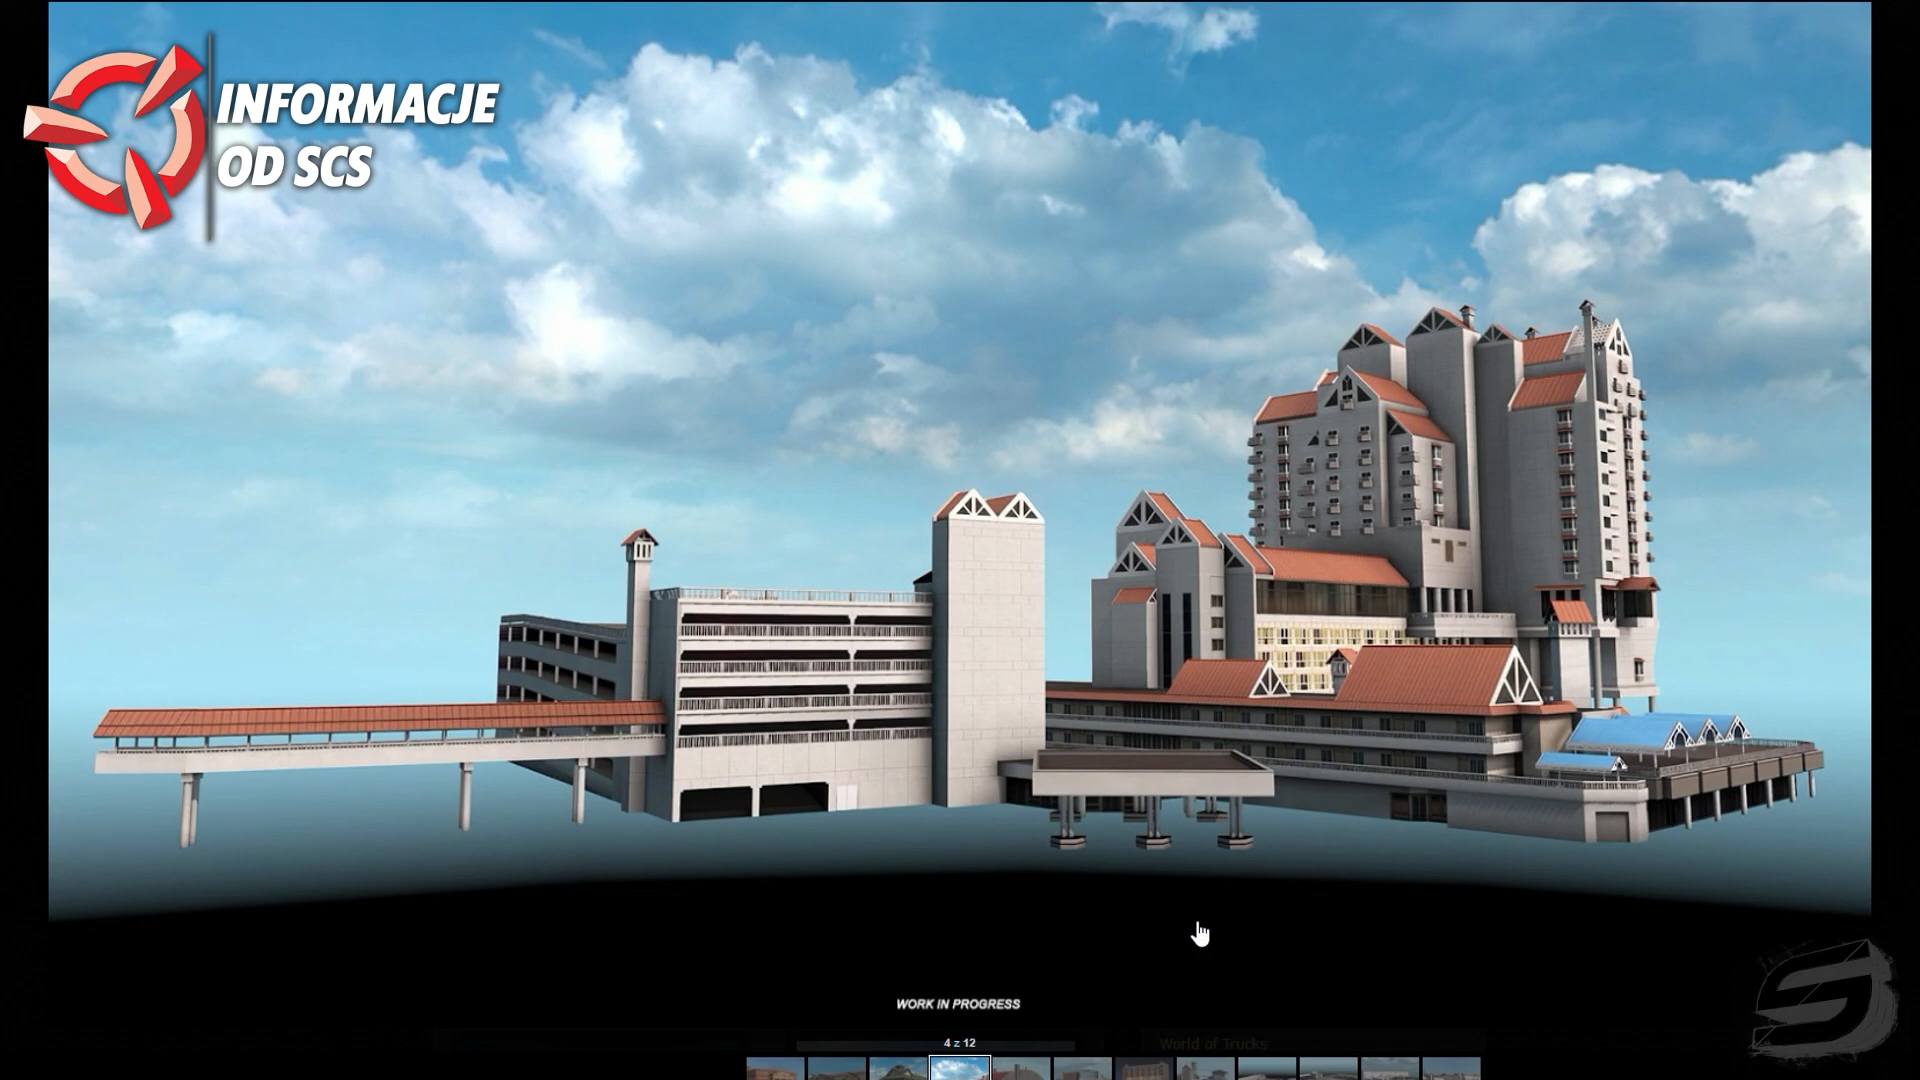 INFORMACJE
OD SCS
WORK IN PROGRESS
4 z 12
World of Trucks